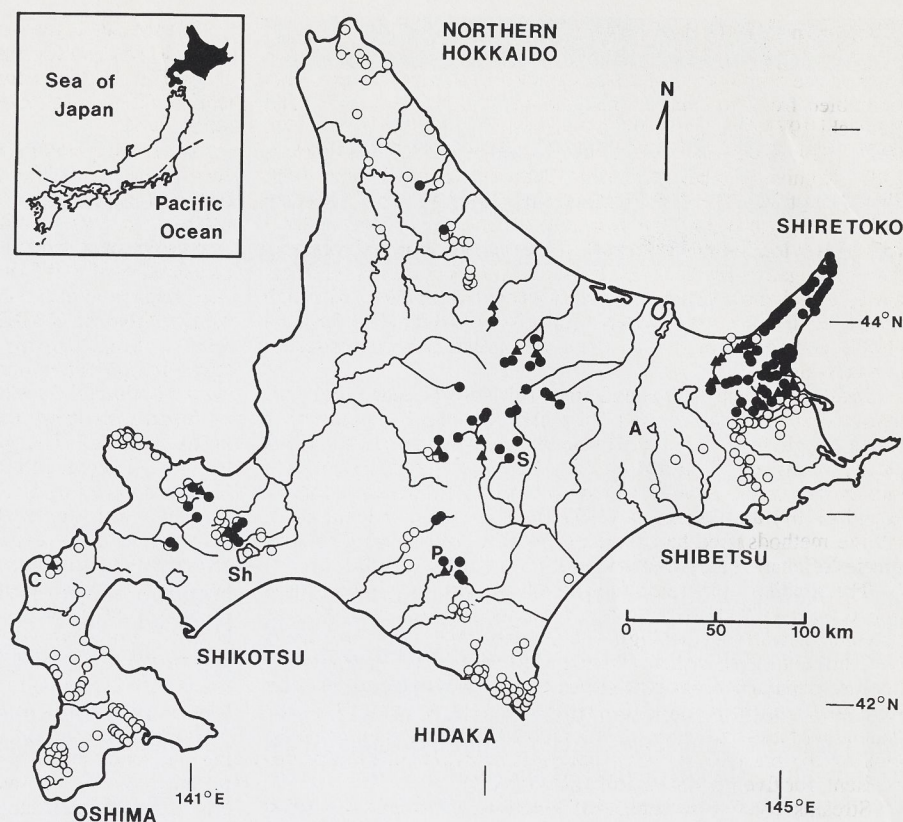 NORTHERN
HOKKAIDO
Sea of
Japan
Pacific
Ocean
N
SHIRETOKO
44°N
A
S
P
C
Sh
SHIBETSU
0 50 100 km
SHIKOTSU
42°N
HIDAKA
141°E
145°E
OSHIMA